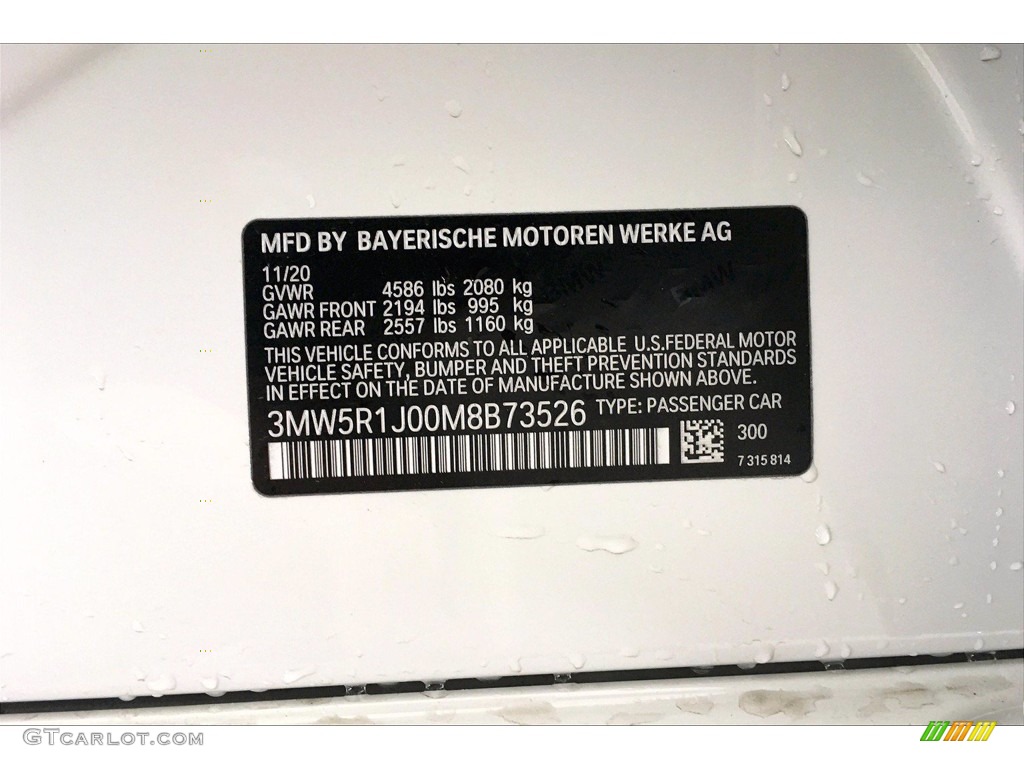 MFD BY BAYERISCHE MOTOREN WERKE AG
11/20
GVWR 4586 lbs 2080 kg
GAWR FRONT 2194 lbs 995 kg
GAWR REAR 2557 lbs 1160 kg
THIS VEHICLE CONFORMS TO ALL APPLICABLE U.S.FEDERAL MOTOR
VEHICLE SAFETY, BUMPER AND THEFT PREVENTION STANDARDS
IN EFFECT ON THE DATE OF MANUFACTURE SHOWN ABOVE.
3MW5R1J00M8B73526 TYPE: PASSENGER CAR
300
7 315 814
GTCARLOT.COM